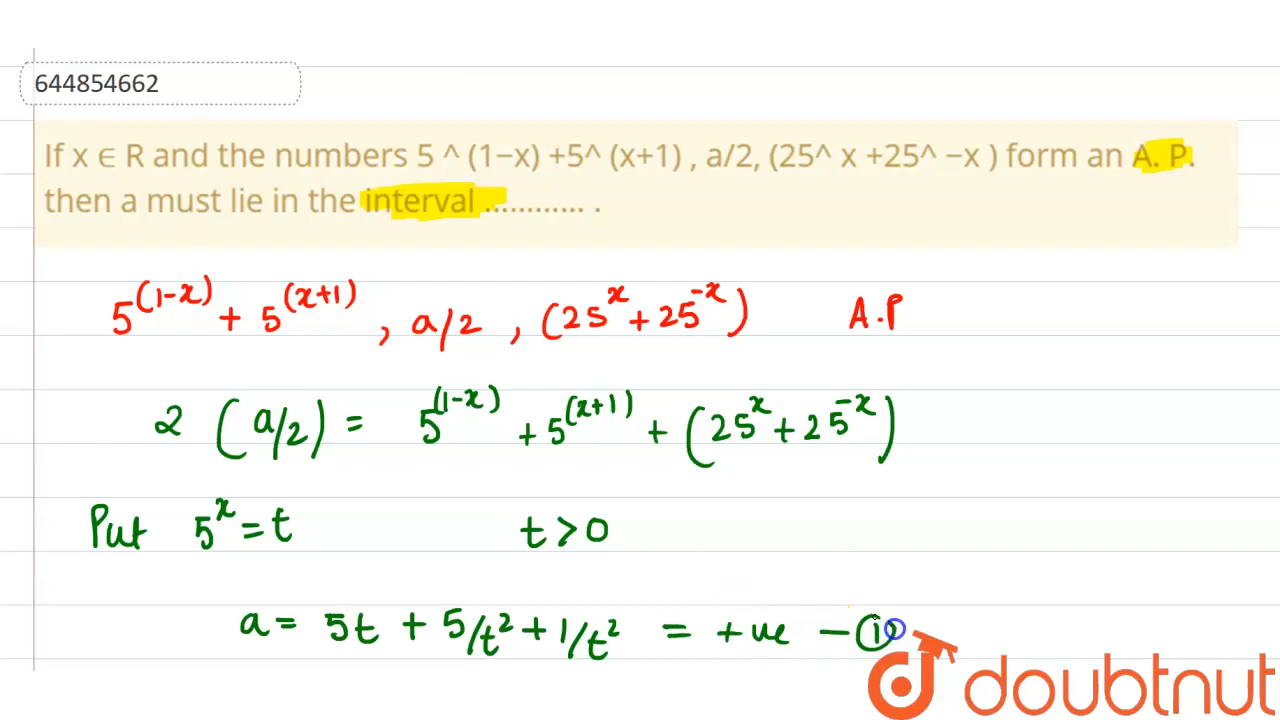 644854662
If x ∈ R and the numbers 5 ^ (1−x) +5^ (x+1) , a/2, (25^ x +25^ −x ) form an A. P.
then a must lie in the interval ............ .
5^(1-x) + 5^(x+1) , a/2 , (25^x + 25^-x) A.P
2 (a/2) = 5^(1-x) + 5^(x+1) + (25^x + 25^-x)
Put 5^x = t t > 0
a = 5t + 5/t² + 1/t² = +ve - ①
doubtnut